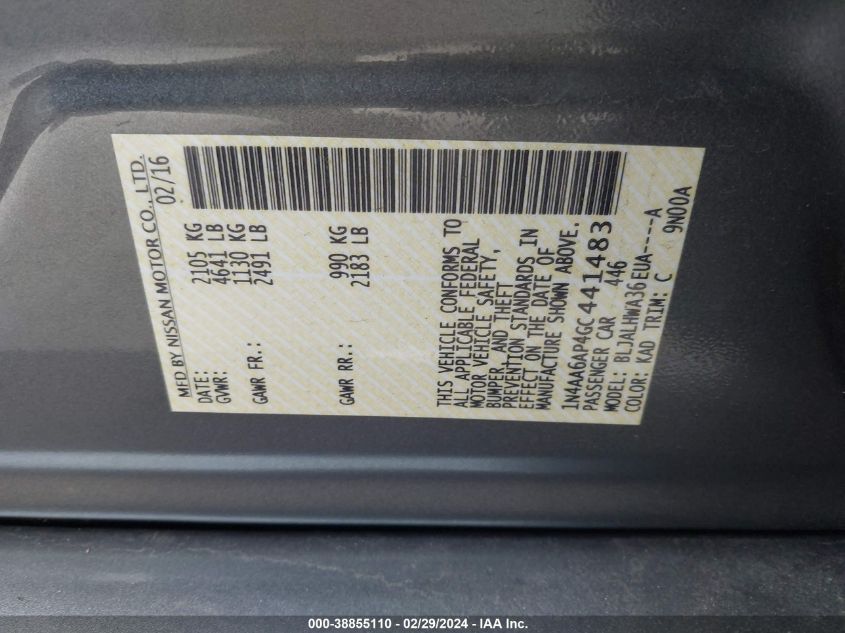 MFD BY NISSAN MOTOR CO., LTD.
DATE: 02/16
GVWR: 2105 KG
4641 LB
GAWR FR.: 1130 KG
2491 LB
GAWR RR.: 990 KG
2183 LB
THIS VEHICLE CONFORMS TO
ALL APPLICABLE FEDERAL
MOTOR VEHICLE SAFETY,
BUMPER, AND THEFT
PREVENTION STANDARDS IN
EFFECT ON THE DATE OF
MANUFACTURE SHOWN ABOVE.
1N4AA6AP4GC441483
PASSENGER CAR 446
MODEL: BLJALHWA36EUA-----A
COLOR: KAD TRIM: C 9N00A
000-38855110 - 02/29/2024 - IAA Inc.